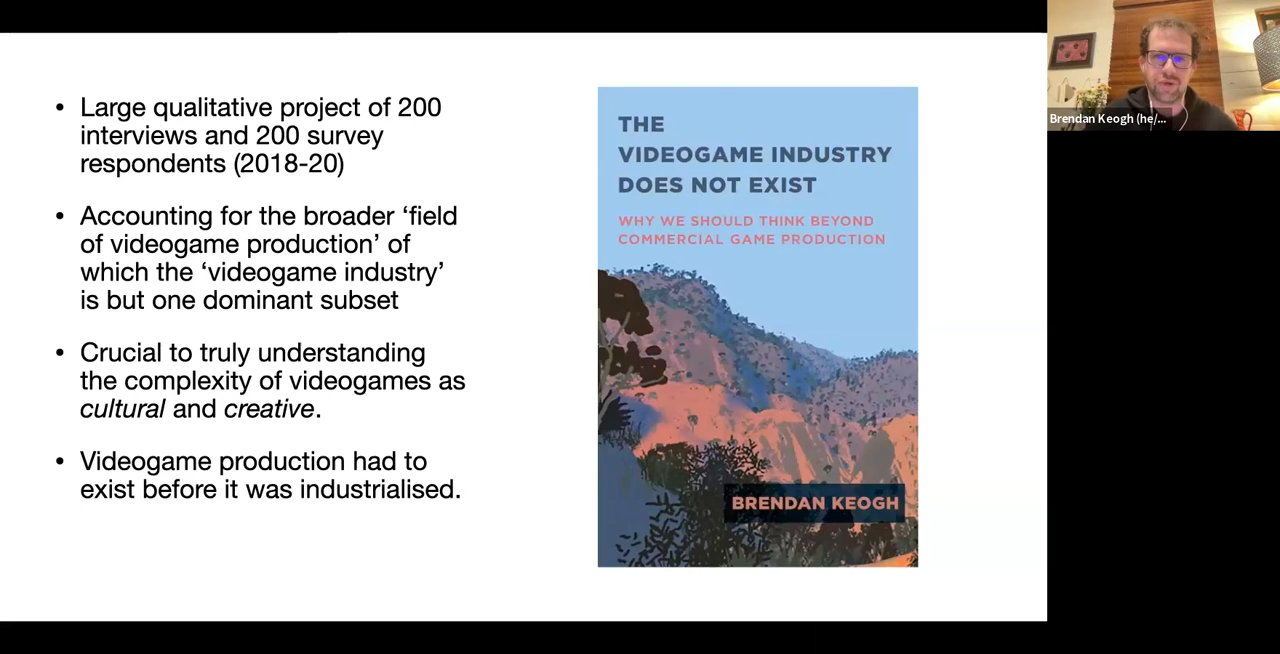 • Large qualitative project of 200
interviews and 200 survey
respondents (2018-20)
• Accounting for the broader ‘field
of videogame production’ of
which the ‘videogame industry’
is but one dominant subset
• Crucial to truly understanding
the complexity of videogames as
cultural and creative.
• Videogame production had to
exist before it was industrialised.
THE
VIDEOGAME INDUSTRY
DOES NOT EXIST
WHY WE SHOULD THINK BEYOND
COMMERCIAL GAME PRODUCTION
BRENDAN KEOGH
Brendan Keogh (he/...